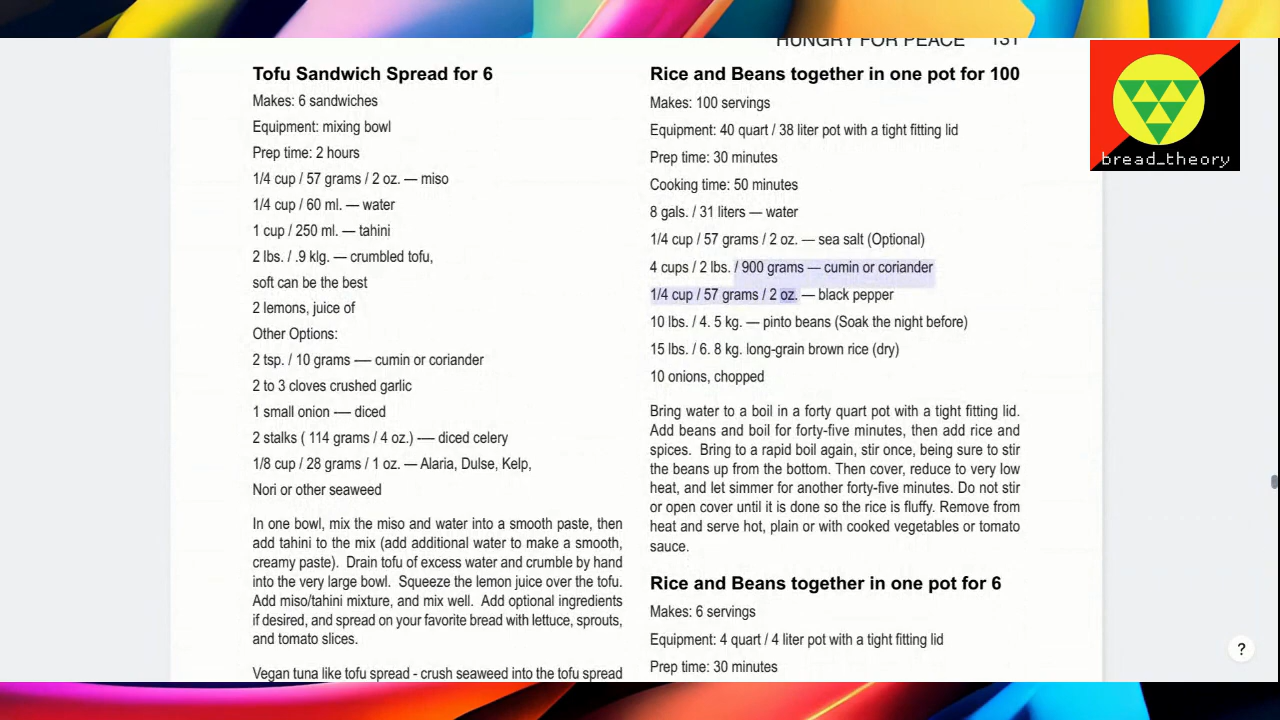 HUNGRY FOR PEACE 131
Tofu Sandwich Spread for 6
Makes: 6 sandwiches
Equipment: mixing bowl
Prep time: 2 hours
1/4 cup / 57 grams / 2 oz. — miso
1/4 cup / 60 ml. — water
1 cup / 250 ml. — tahini
2 lbs. / .9 klg. — crumbled tofu,
soft can be the best
2 lemons, juice of
Other Options:
2 tsp. / 10 grams -— cumin or coriander
2 to 3 cloves crushed garlic
1 small onion -— diced
2 stalks ( 114 grams / 4 oz.) -— diced celery
1/8 cup / 28 grams / 1 oz. — Alaria, Dulse, Kelp,
Nori or other seaweed
In one bowl, mix the miso and water into a smooth paste, then
add tahini to the mix (add additional water to make a smooth,
creamy paste). Drain tofu of excess water and crumble by hand
into the very large bowl. Squeeze the lemon juice over the tofu.
Add miso/tahini mixture, and mix well. Add optional ingredients
if desired, and spread on your favorite bread with lettuce, sprouts,
and tomato slices.
Vegan tuna like tofu spread - crush seaweed into the tofu spread
Rice and Beans together in one pot for 100
Makes: 100 servings
Equipment: 40 quart / 38 liter pot with a tight fitting lid
Prep time: 30 minutes
Cooking time: 50 minutes
8 gals. / 31 liters — water
1/4 cup / 57 grams / 2 oz. — sea salt (Optional)
4 cups / 2 lbs. / 900 grams — cumin or coriander
1/4 cup / 57 grams / 2 oz. — black pepper
10 lbs. / 4. 5 kg. — pinto beans (Soak the night before)
15 lbs. / 6. 8 kg. long-grain brown rice (dry)
10 onions, chopped
Bring water to a boil in a forty quart pot with a tight fitting lid.
Add beans and boil for forty-five minutes, then add rice and
spices. Bring to a rapid boil again, stir once, being sure to stir
the beans up from the bottom. Then cover, reduce to very low
heat, and let simmer for another forty-five minutes. Do not stir
or open cover until it is done so the rice is fluffy. Remove from
heat and serve hot, plain or with cooked vegetables or tomato
sauce.
Rice and Beans together in one pot for 6
Makes: 6 servings
Equipment: 4 quart / 4 liter pot with a tight fitting lid
Prep time: 30 minutes
bread_theory
?